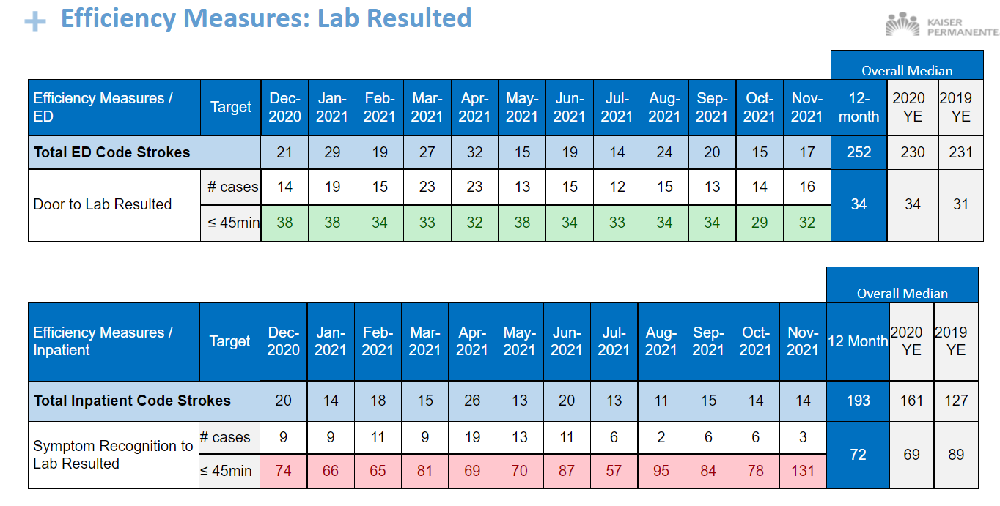 Efficiency Measures: Lab Resulted
KAISER
PERMANENTE
Overall Median
Efficiency Measures / ED Target Dec-2020 Jan-2021 Feb-2021 Mar-2021 Apr-2021 May-2021 Jun-2021 Jul-2021 Aug-2021 Sep-2021 Oct-2021 Nov-2021 12-month 2020 YE 2019 YE
Total ED Code Strokes 21 29 19 27 32 15 19 14 24 20 15 17 252 230 231
Door to Lab Resulted # cases 14 19 15 23 23 13 15 12 15 13 14 16 34 34 31
≤ 45min 38 38 34 33 32 38 34 33 34 34 29 32
Overall Median
Efficiency Measures / Inpatient Target Dec-2020 Jan-2021 Feb-2021 Mar-2021 Apr-2021 May-2021 Jun-2021 Jul-2021 Aug-2021 Sep-2021 Oct-2021 Nov-2021 12 Month 2020 YE 2019 YE
Total Inpatient Code Strokes 20 14 18 15 26 13 20 13 11 15 14 14 193 161 127
Symptom Recognition to Lab Resulted # cases 9 9 11 9 19 13 11 6 2 6 6 3 72 69 89
≤ 45min 74 66 65 81 69 70 87 57 95 84 78 131